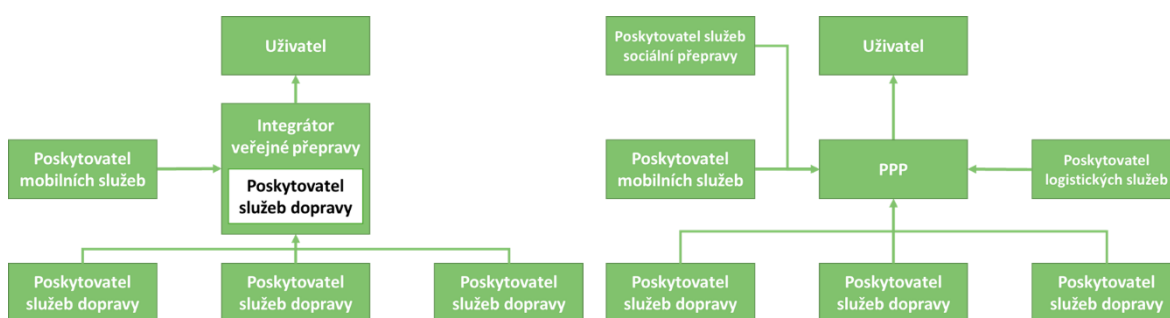 Uživatel
Integrátor
veřejné přepravy
Poskytovatel
služeb dopravy
Poskytovatel
mobilních služeb
Poskytovatel
služeb dopravy
Poskytovatel
služeb dopravy
Poskytovatel
služeb dopravy
Poskytovatel služeb
sociální přepravy
Uživatel
Poskytovatel
mobilních služeb
PPP
Poskytovatel
logistických služeb
Poskytovatel
služeb dopravy
Poskytovatel
služeb dopravy
Poskytovatel
služeb dopravy